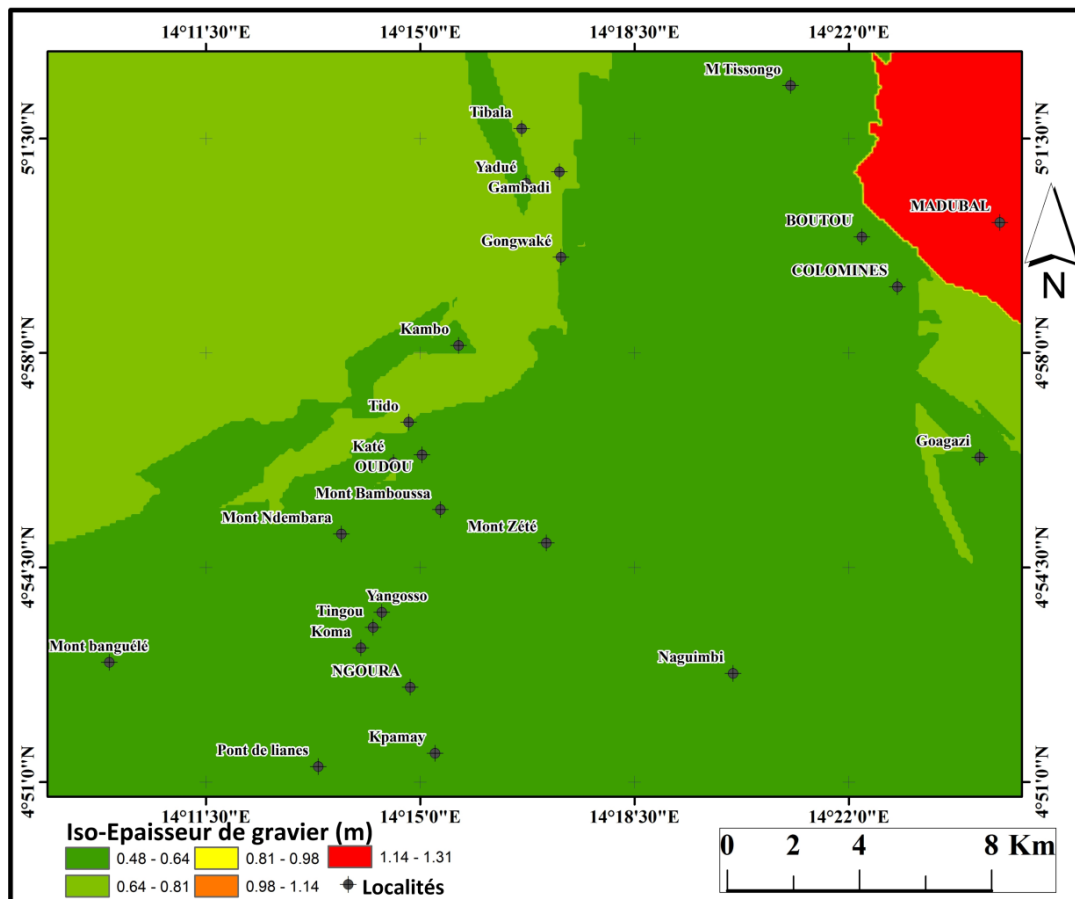 14°11'30"E 14°15'0"E 14°18'30"E 14°22'0"E
M Tissongo
Tibala
5°1'30"N 5°1'30"N
Yadué
Gambadi
MADUBAL
BOUTOU
Gongwaké
COLOMINES
N
Kambo
4°58'0"N 4°58'0"N
Tido
Katé
Goagazi
OUDOU
Mont Bamboussa
Mont Ndembara
Mont Zété
4°54'30"N 4°54'30"N
Yangosso
Tingou
Koma
Mont banguélé
Naguimbi
NGOURA
Kpamay
Pont de lianes
4°51'0"N 4°51'0"N
14°11'30"E 14°15'0"E 14°18'30"E 14°22'0"E
Iso-Epaisseur de gravier (m)
0.48 - 0.64 0.81 - 0.98 1.14 - 1.31
0.64 - 0.81 0.98 - 1.14 Localités
0 2 4 8 Km